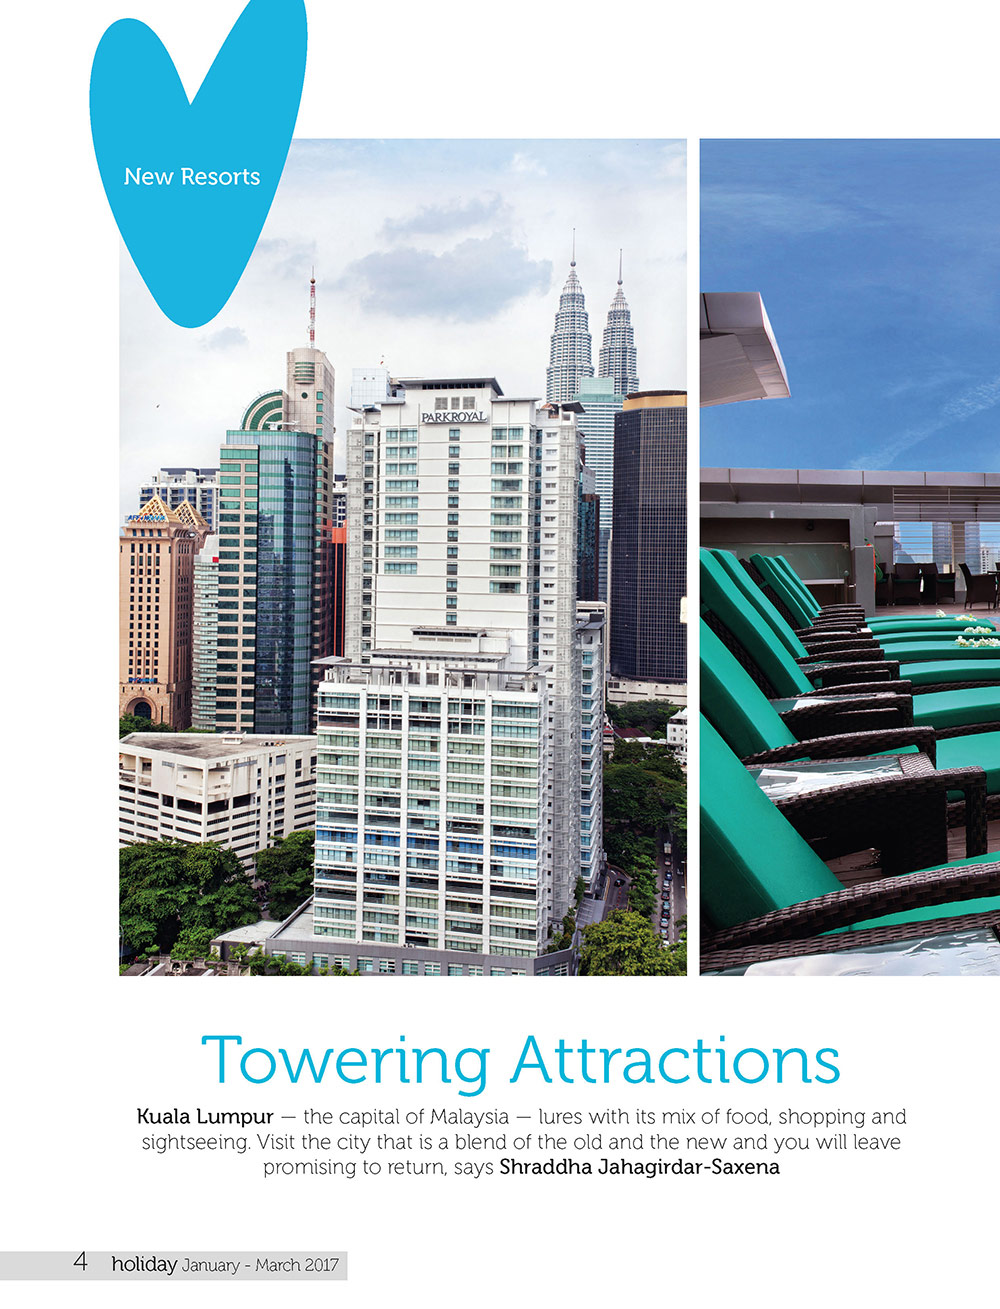 New Resorts
PARKROYAL
Towering Attractions
Kuala Lumpur — the capital of Malaysia — lures with its mix of food, shopping and
sightseeing. Visit the city that is a blend of the old and the new and you will leave
promising to return, says Shraddha Jahagirdar-Saxena
4 holiday January - March 2017